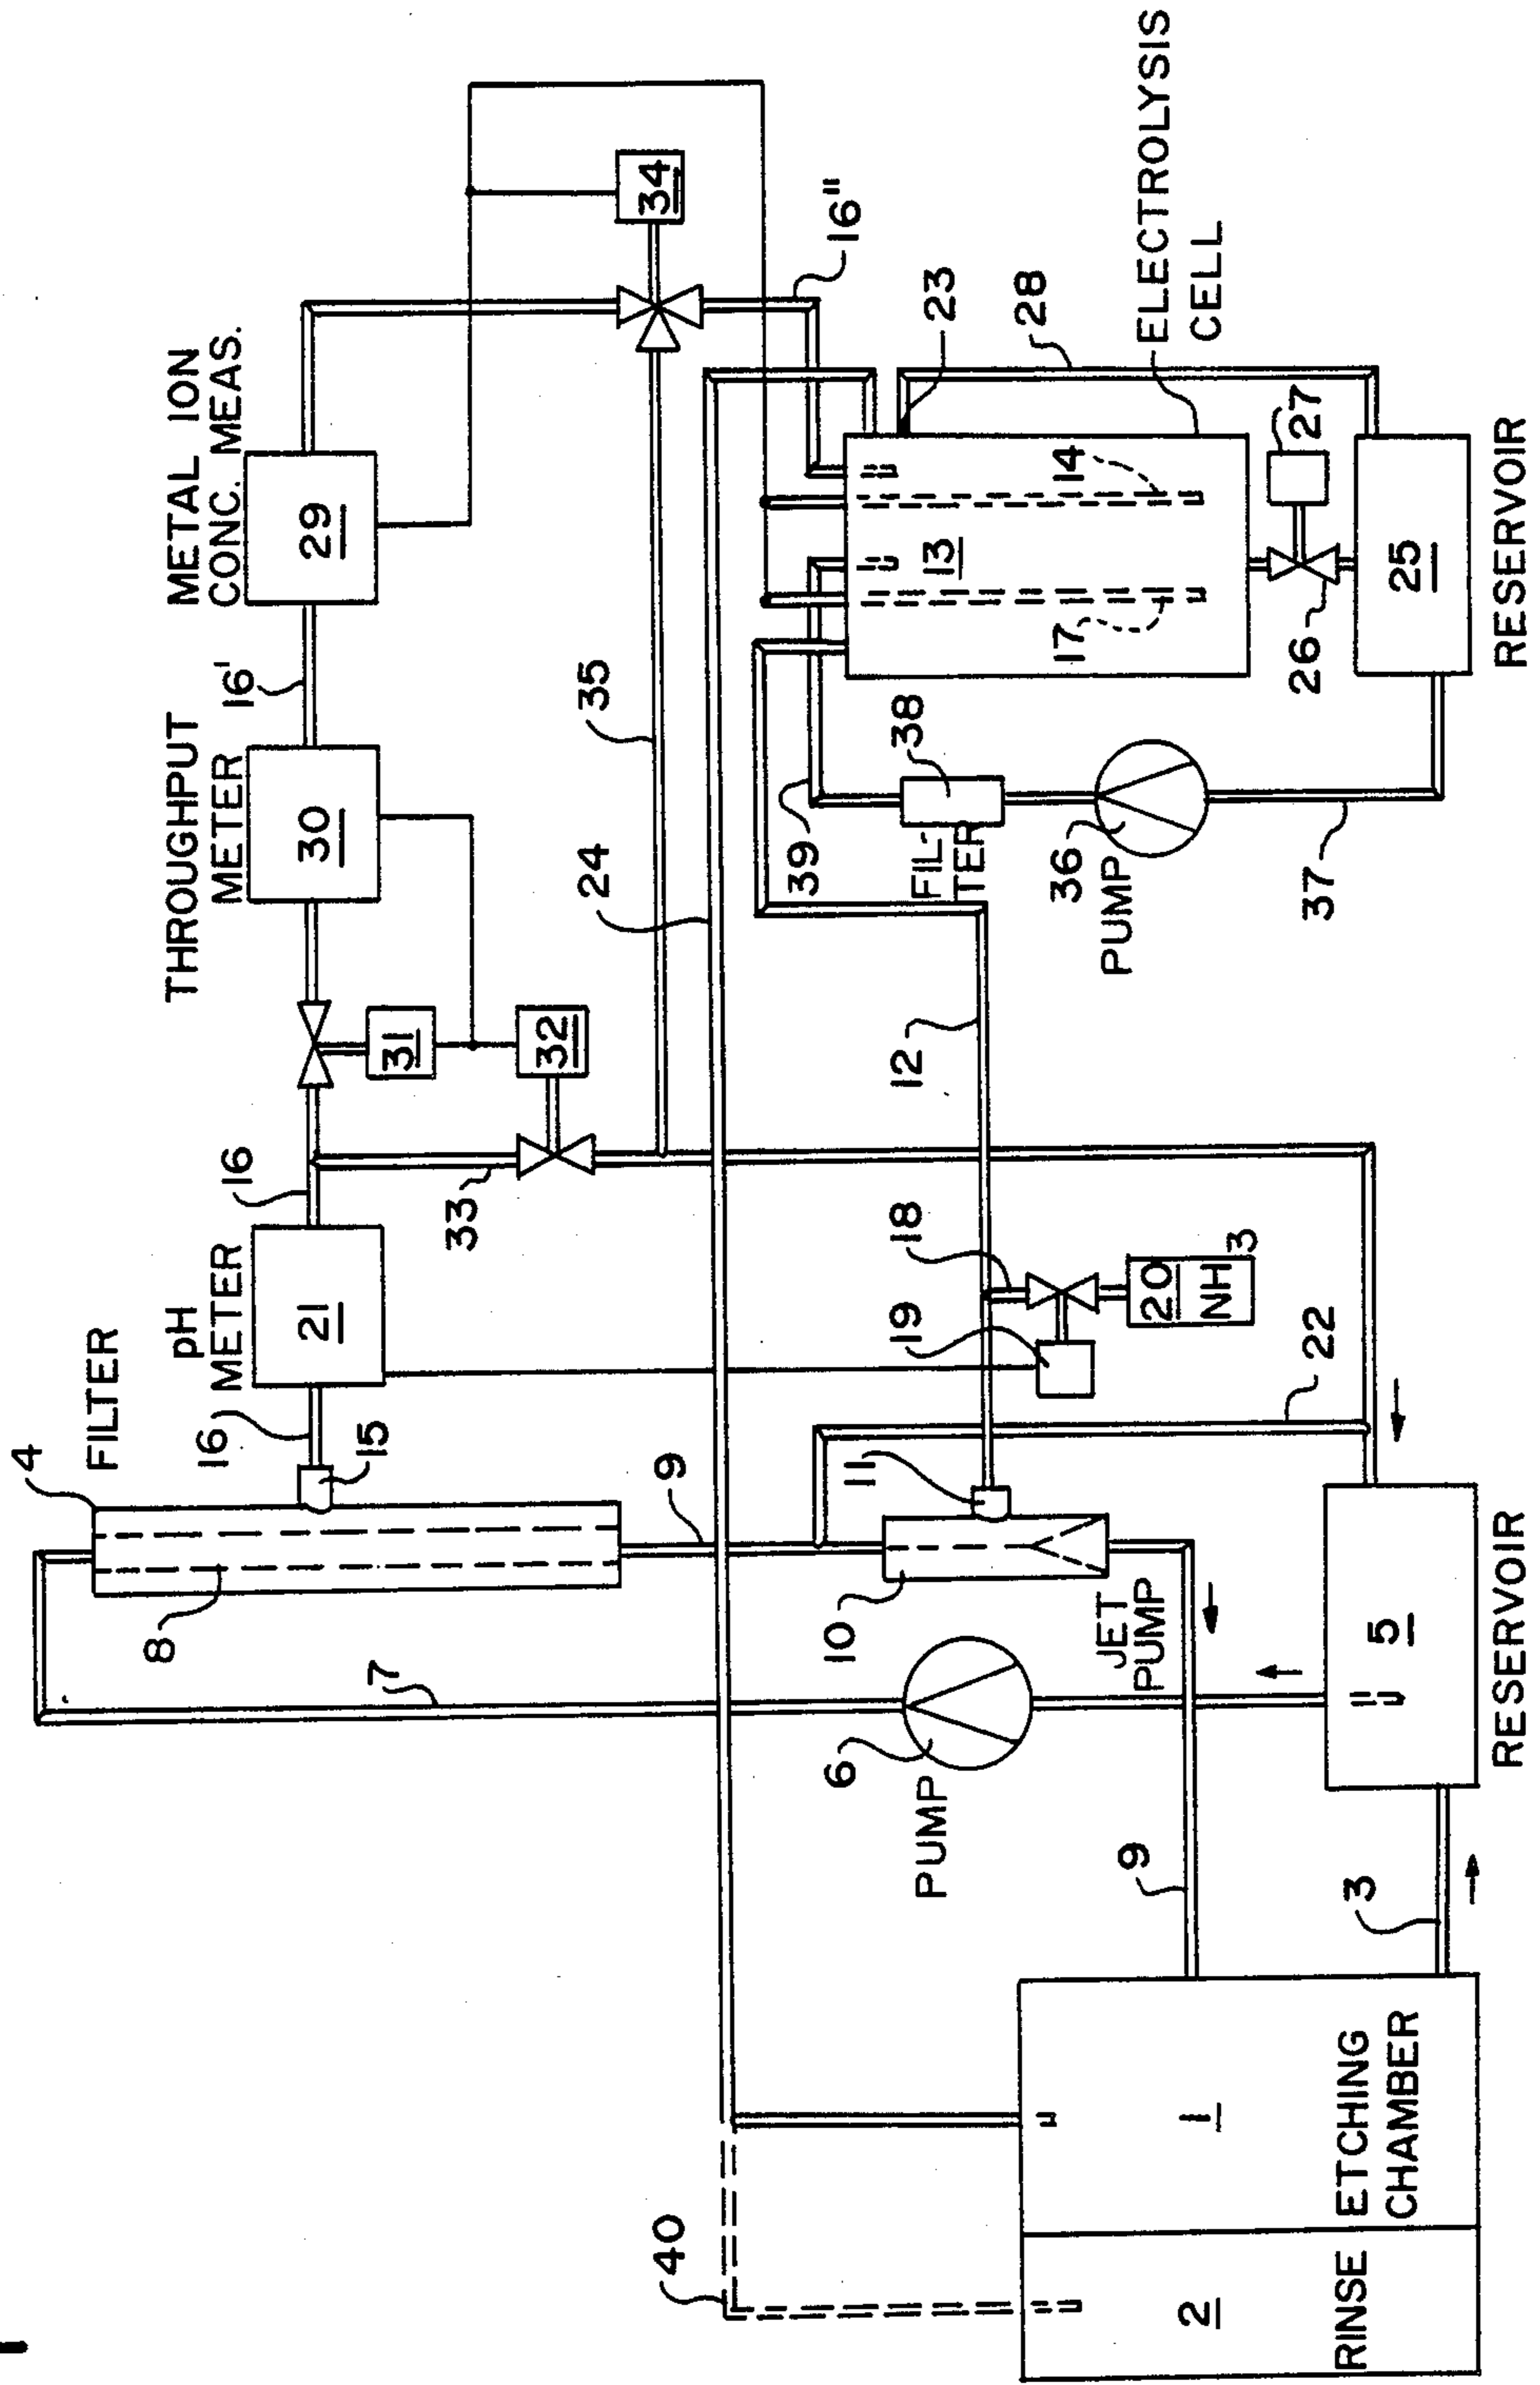 4
FILTER
16
pH
METER
21
16
THROUGHPUT
METER
30
16'
METAL ION
CONC. MEAS.
29
8
15
31
32
33
34
35
24
7
9
40
16"
6
PUMP
10
JET
PUMP
11
19
18
20
NH3
12
39
FIL-
TER
38
36
PUMP
37
13
17
14
23
28
ELECTROLYSIS
CELL
26
27
25
RESERVOIR
22
9
3
5
RESERVOIR
2
RINSE
1
ETCHING
CHAMBER